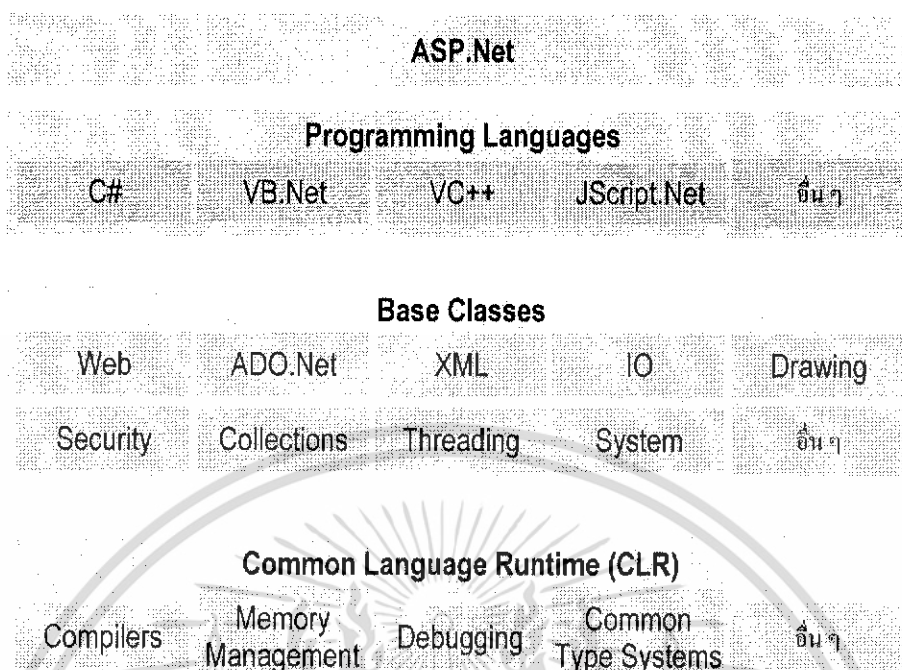 ASP.Net
Programming Languages
C# VB.Net VC++ JScript.Net อื่น ๆ
Base Classes
Web ADO.Net XML IO Drawing
Security Collections Threading System อื่น ๆ
Common Language Runtime (CLR)
Compilers Memory Management Debugging Common Type Systems อื่น ๆ